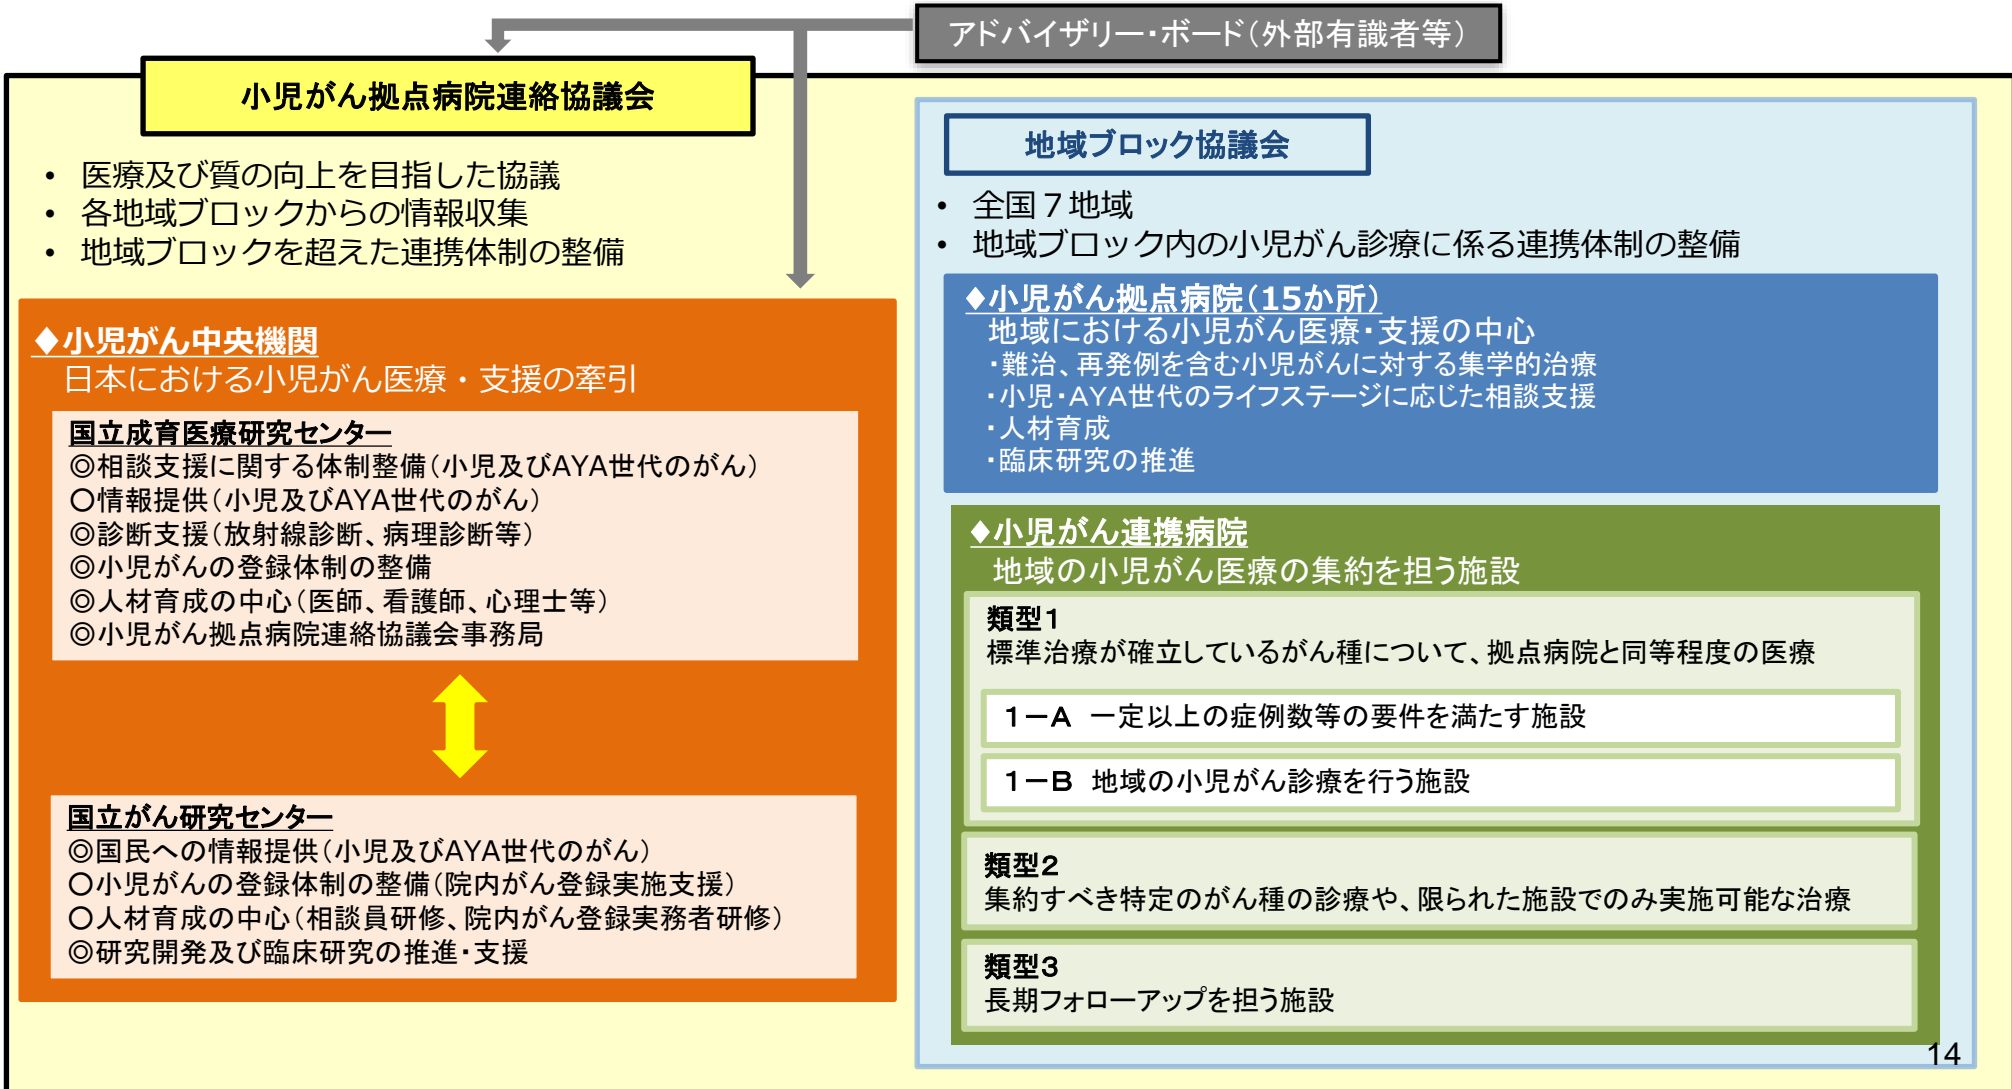 アドバイザリー・ボード(外部有識者等)
小児がん拠点病院連絡協議会
• 医療及び質の向上を目指した協議
• 各地域ブロックからの情報収集
• 地域ブロックを超えた連携体制の整備
◆小児がん中央機関
日本における小児がん医療・支援の牽引
国立成育医療研究センター
◎相談支援に関する体制整備(小児及びAYA世代のがん)
○情報提供(小児及びAYA世代のがん)
◎診断支援(放射線診断、病理診断等)
◎小児がんの登録体制の整備
◎人材育成の中心(医師、看護師、心理士等)
◎小児がん拠点病院連絡協議会事務局
国立がん研究センター
◎国民への情報提供(小児及びAYA世代のがん)
○小児がんの登録体制の整備(院内がん登録実施支援)
○人材育成の中心(相談員研修、院内がん登録実務者研修)
◎研究開発及び臨床研究の推進・支援
地域ブロック協議会
• 全国７地域
• 地域ブロック内の小児がん診療に係る連携体制の整備
◆小児がん拠点病院(15か所)
地域における小児がん医療・支援の中心
・難治、再発例を含む小児がんに対する集学的治療
・小児・AYA世代のライフステージに応じた相談支援
・人材育成
・臨床研究の推進
◆小児がん連携病院
地域の小児がん医療の集約を担う施設
類型１
標準治療が確立しているがん種について、拠点病院と同等程度の医療
１－Ａ 一定以上の症例数等の要件を満たす施設
１－Ｂ 地域の小児がん診療を行う施設
類型２
集約すべき特定のがん種の診療や、限られた施設でのみ実施可能な治療
類型３
長期フォローアップを担う施設
14